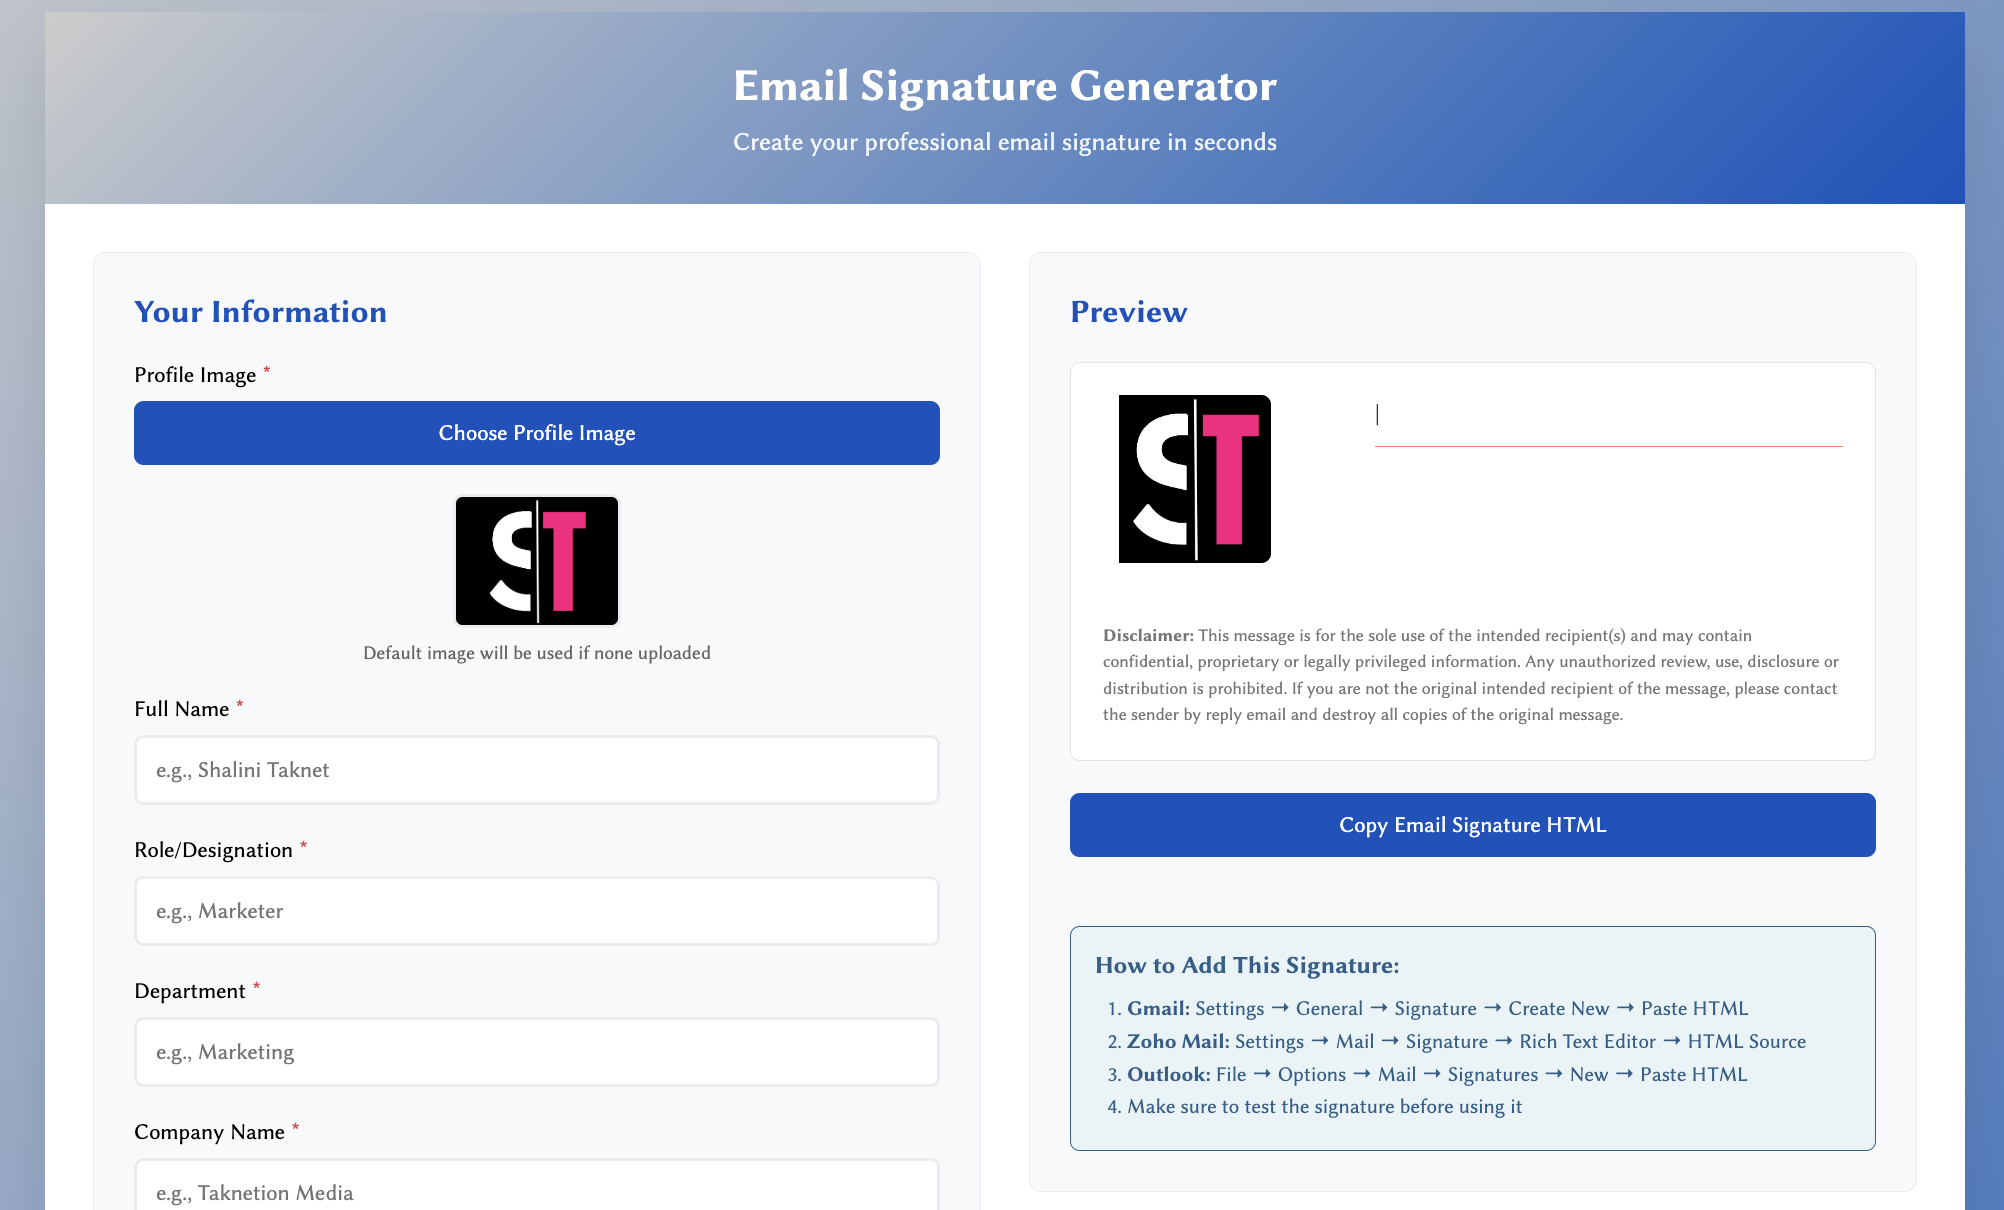 Email Signature Generator
Create your professional email signature in seconds
Your Information
Profile Image *
Choose Profile Image
ST
Default image will be used if none uploaded
Full Name *
e.g., Shalini Taknet
Role/Designation *
e.g., Marketer
Department *
e.g., Marketing
Company Name *
e.g., Taknetion Media
Preview
ST
|
Disclaimer: This message is for the sole use of the intended recipient(s) and may contain
confidential, proprietary or legally privileged information. Any unauthorized review, use, disclosure or
distribution is prohibited. If you are not the original intended recipient of the message, please contact
the sender by reply email and destroy all copies of the original message.
Copy Email Signature HTML
How to Add This Signature:
1. Gmail: Settings → General → Signature → Create New → Paste HTML
2. Zoho Mail: Settings → Mail → Signature → Rich Text Editor → HTML Source
3. Outlook: File → Options → Mail → Signatures → New → Paste HTML
4. Make sure to test the signature before using it